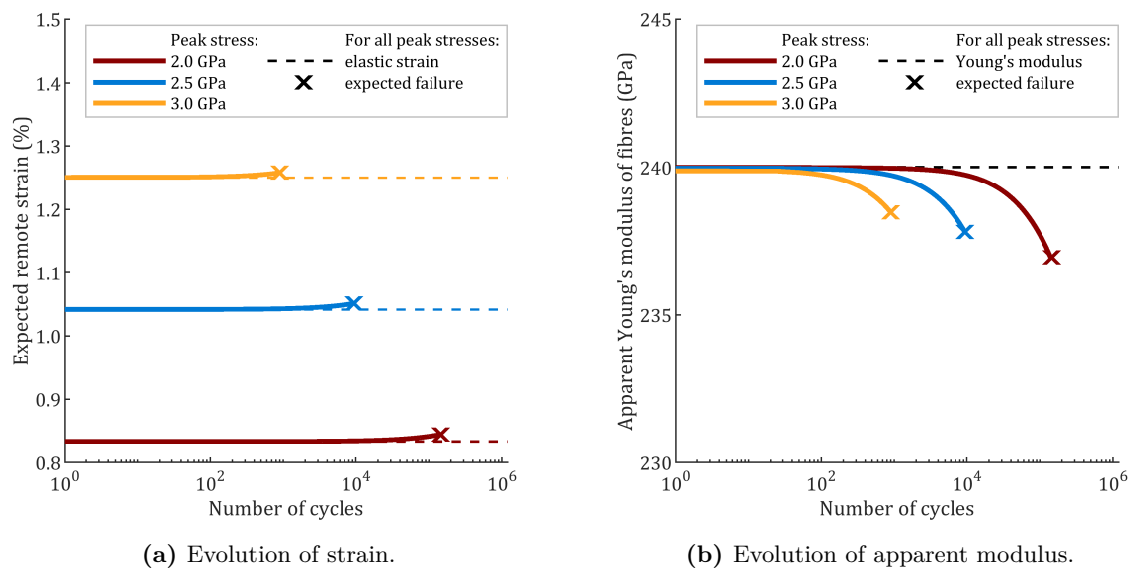 1.5
1.4
1.3
1.2
1.1
1.0
0.9
0.8
Expected remote strain (%)
Peak stress:
2.0 GPa
2.5 GPa
3.0 GPa
For all peak stresses:
elastic strain
expected failure
10^0
10^2
10^4
10^6
Number of cycles
(a) Evolution of strain.
245
240
235
230
Apparent Young's modulus of fibres (GPa)
Peak stress:
2.0 GPa
2.5 GPa
3.0 GPa
For all peak stresses:
Young's modulus
expected failure
10^0
10^2
10^4
10^6
Number of cycles
(b) Evolution of apparent modulus.